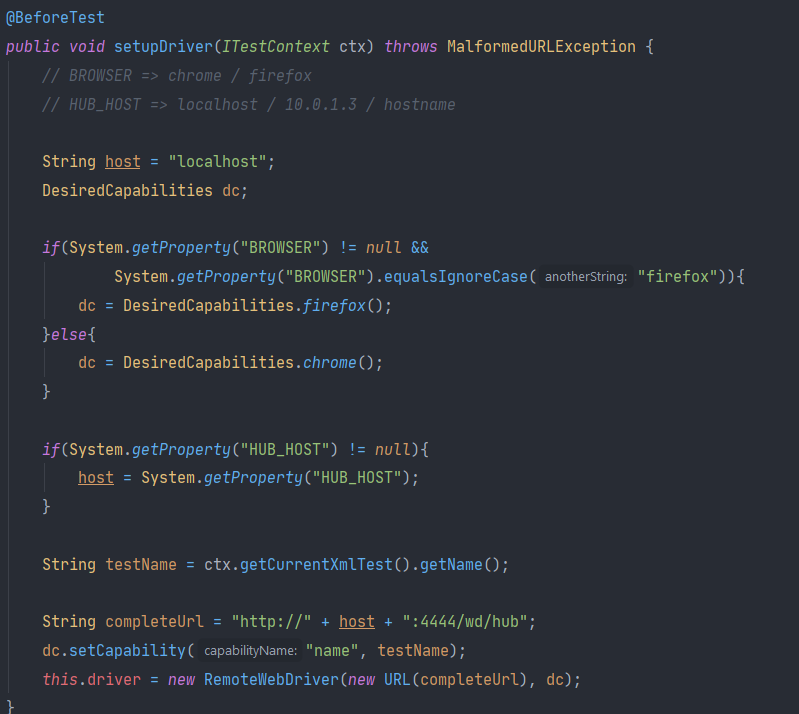 @BeforeTest
public void setupDriver(ITestContext ctx) throws MalformedURLException {
// BROWSER => chrome / firefox
// HUB_HOST => localhost / 10.0.1.3 / hostname
String host = "localhost";
DesiredCapabilities dc;
if(System.getProperty("BROWSER") != null &&
System.getProperty("BROWSER").equalsIgnoreCase( anotherString: "firefox")){
dc = DesiredCapabilities.firefox();
}else{
dc = DesiredCapabilities.chrome();
}
if(System.getProperty("HUB_HOST") != null){
host = System.getProperty("HUB_HOST");
}
String testName = ctx.getCurrentXmlTest().getName();
String completeUrl = "http://" + host + ":4444/wd/hub";
dc.setCapability( capabilityName: "name", testName);
this.driver = new RemoteWebDriver(new URL(completeUrl), dc);
}